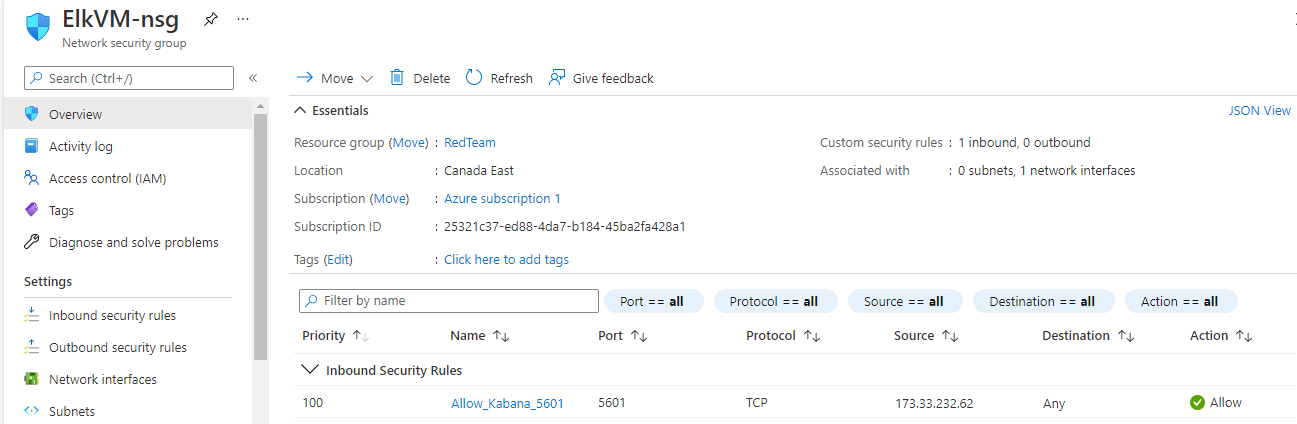 ElkVM-nsg
Network security group
Search (Ctrl+/)
Overview
Activity log
Access control (IAM)
Tags
Diagnose and solve problems
Settings
Inbound security rules
Outbound security rules
Network interfaces
Subnets
Move Delete Refresh Give feedback
Essentials JSON View
Resource group (Move) : RedTeam Custom security rules : 1 inbound, 0 outbound
Location : Canada East Associated with : 0 subnets, 1 network interfaces
Subscription (Move) : Azure subscription 1
Subscription ID : 25321c37-ed88-4da7-b184-45ba2fa428a1
Tags (Edit) : Click here to add tags
Filter by name Port == all Protocol == all Source == all Destination == all Action == all
Priority Name Port Protocol Source Destination Action
Inbound Security Rules
100 Allow_Kabana_5601 5601 TCP 173.33.232.62 Any Allow